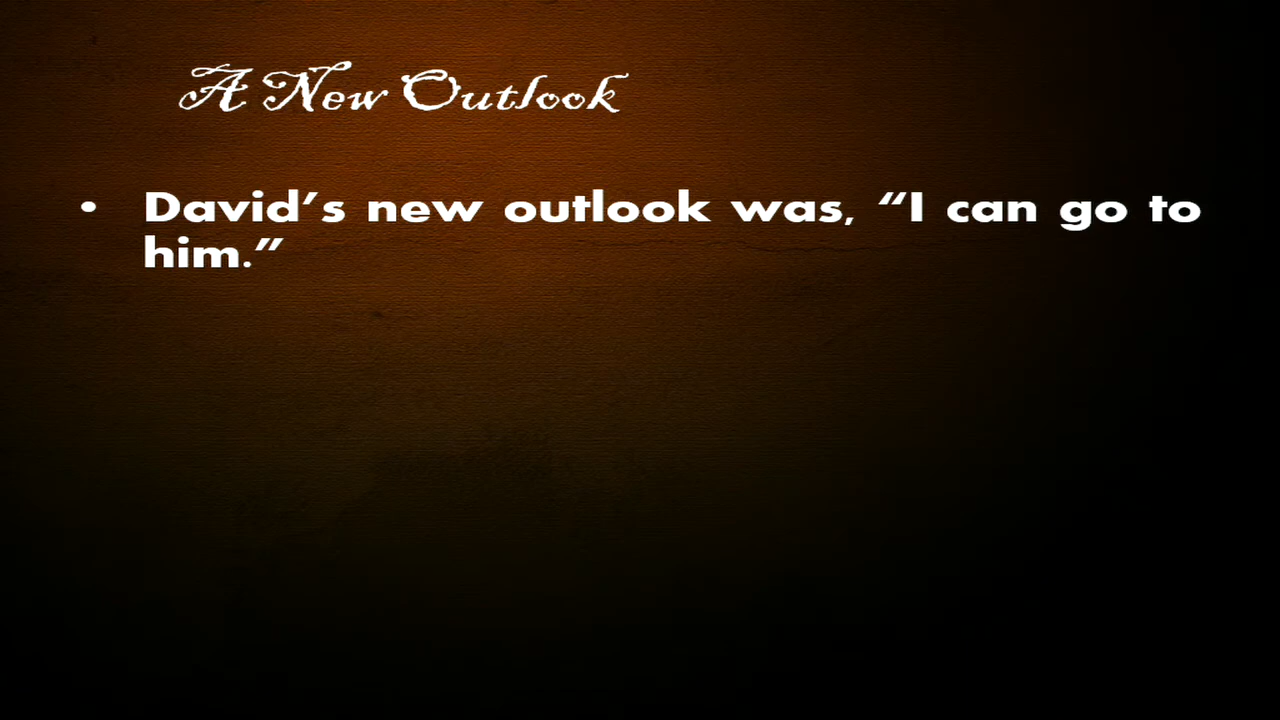 A New Outlook
• David’s new outlook was, “I can go to
him.”